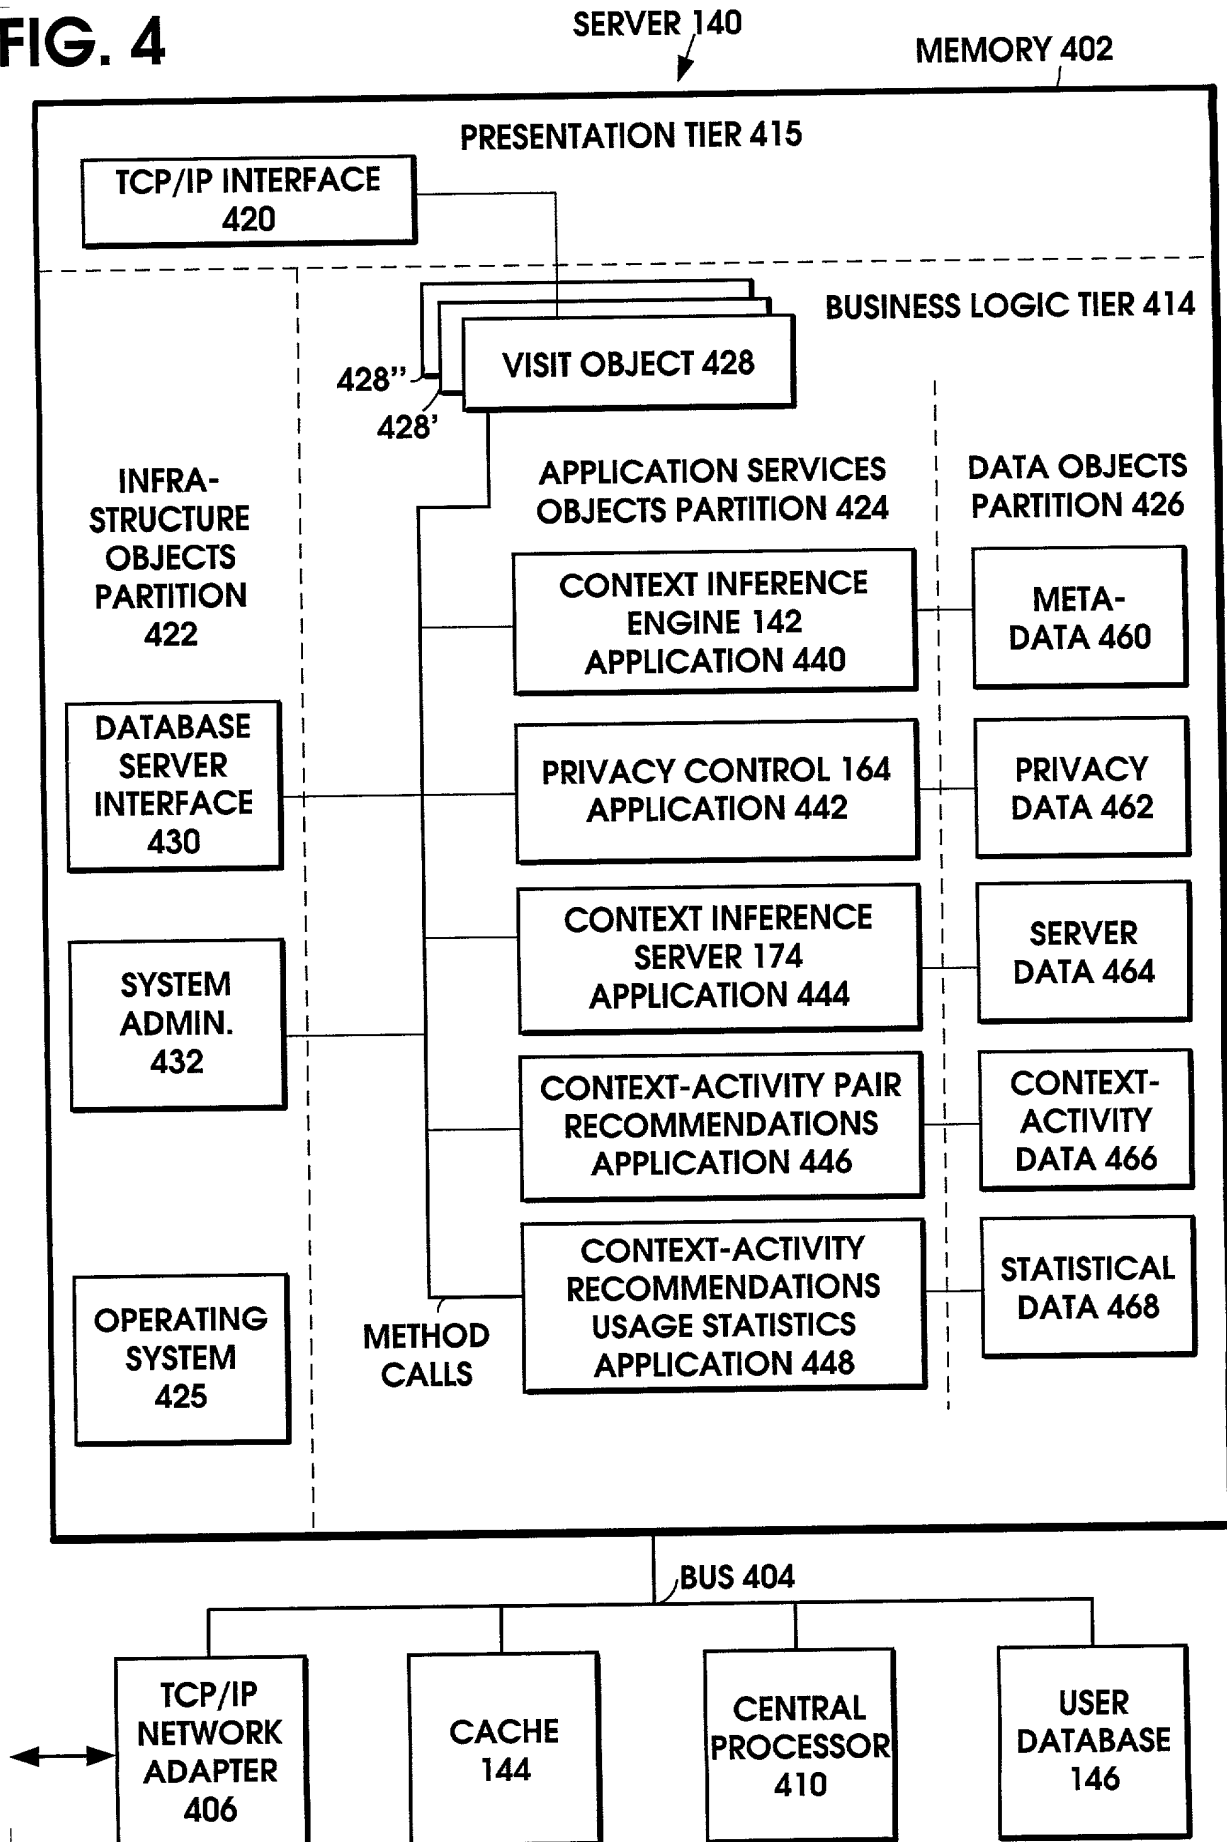 FIG. 4
SERVER 140
MEMORY 402
PRESENTATION TIER 415
TCP/IP INTERFACE
420
BUSINESS LOGIC TIER 414
VISIT OBJECT 428
428"
428'
INFRA-
STRUCTURE
OBJECTS
PARTITION
422
APPLICATION SERVICES
OBJECTS PARTITION 424
DATA OBJECTS
PARTITION 426
CONTEXT INFERENCE
ENGINE 142
APPLICATION 440
META-
DATA 460
DATABASE
SERVER
INTERFACE
430
PRIVACY CONTROL 164
APPLICATION 442
PRIVACY
DATA 462
CONTEXT INFERENCE
SERVER 174
APPLICATION 444
SERVER
DATA 464
SYSTEM
ADMIN.
432
CONTEXT-ACTIVITY PAIR
RECOMMENDATIONS
APPLICATION 446
CONTEXT-
ACTIVITY
DATA 466
CONTEXT-ACTIVITY
RECOMMENDATIONS
USAGE STATISTICS
APPLICATION 448
STATISTICAL
DATA 468
OPERATING
SYSTEM
425
METHOD
CALLS
BUS 404
TCP/IP
NETWORK
ADAPTER
406
CACHE
144
CENTRAL
PROCESSOR
410
USER
DATABASE
146